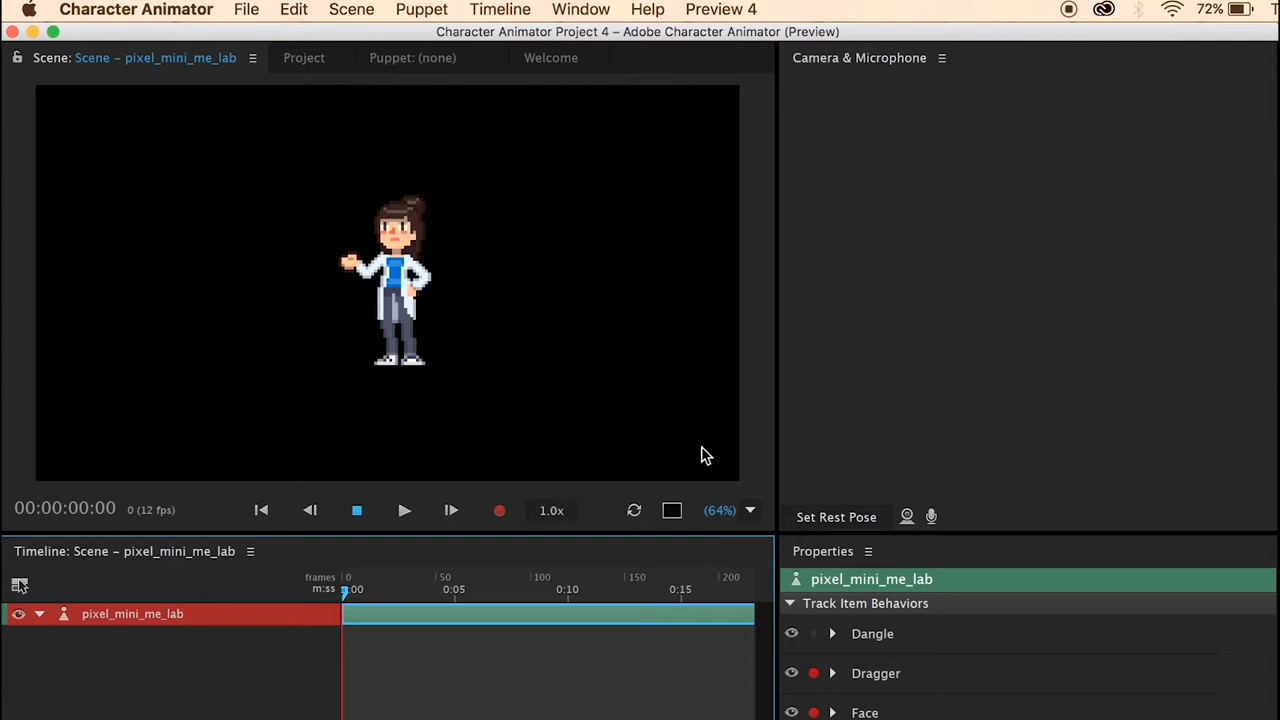 Character Animator File Edit Scene Puppet Timeline Window Help Preview 4 72% T
Character Animator Project 4 – Adobe Character Animator (Preview)
Scene: Scene – pixel_mini_me_lab Project Puppet: (none) Welcome
Camera & Microphone
00:00:00:00 0 (12 fps) 1.0x (64%)
Set Rest Pose
Timeline: Scene – pixel_mini_me_lab
Properties
frames 0 50 100 150 200
m:ss :00 0:05 0:10 0:15
pixel_mini_me_lab
pixel_mini_me_lab
Track Item Behaviors
Dangle
Dragger
Face